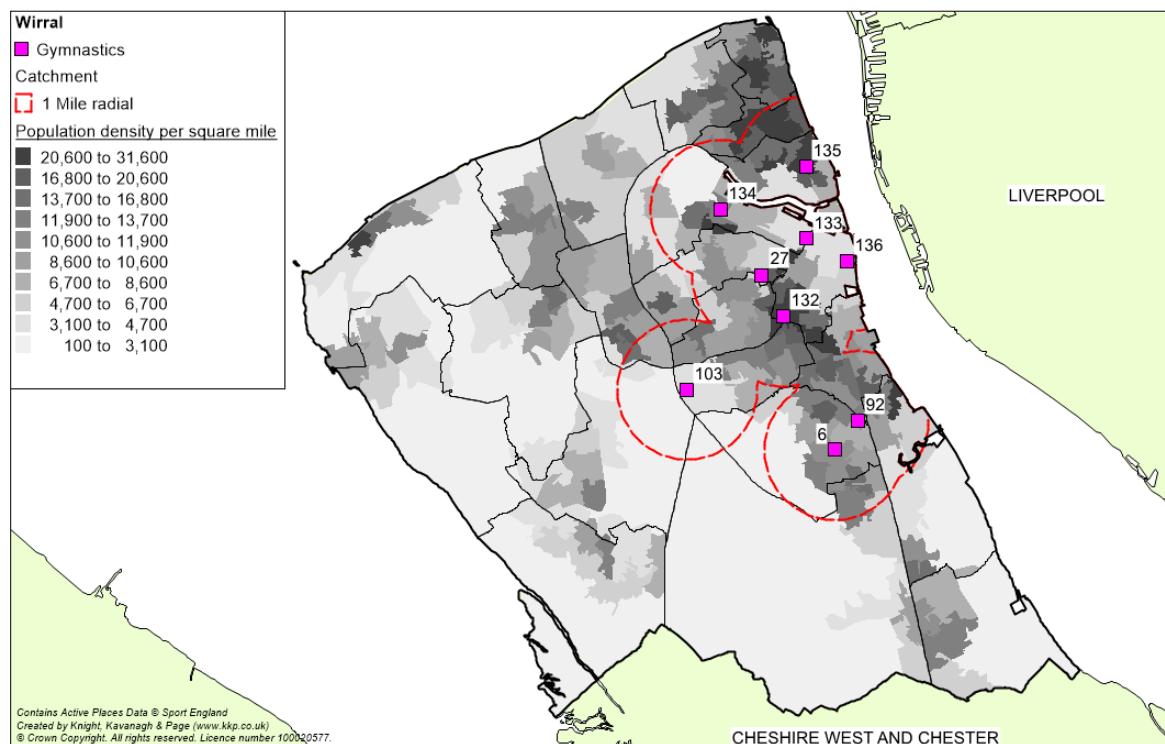 Wirral
Gymnastics
Catchment
1 Mile radial
Population density per square mile
20,600 to 31,600
16,800 to 20,600
13,700 to 16,800
11,900 to 13,700
10,600 to 11,900
8,600 to 10,600
6,700 to 8,600
4,700 to 6,700
3,100 to 4,700
100 to 3,100
135
134
LIVERPOOL
133
136
27
132
103
92
6
Contains Active Places Data © Sport England
Created by Knight, Kavanagh & Page (www.kkp.co.uk)
© Crown Copyright. All rights reserved. Licence number 100020577.
CHESHIRE WEST AND CHESTER